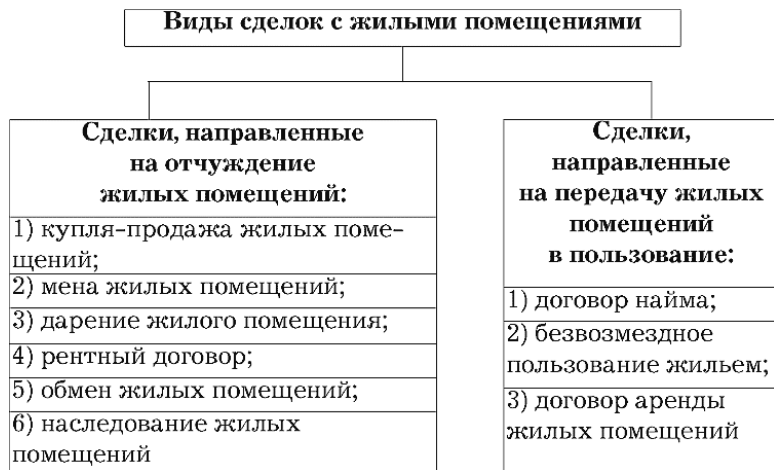 Виды сделок с жилыми помещениями
Сделки, направленные
на отчуждение
жилых помещений:
1) купля-продажа жилых поме-
щений;
2) мена жилых помещений;
3) дарение жилого помещения;
4) рентный договор;
5) обмен жилых помещений;
6) наследование жилых
помещений
Сделки,
направленные
на передачу жилых
помещений
в пользование:
1) договор найма;
2) безвозмездное
пользование жильем;
3) договор аренды
жилых помещений